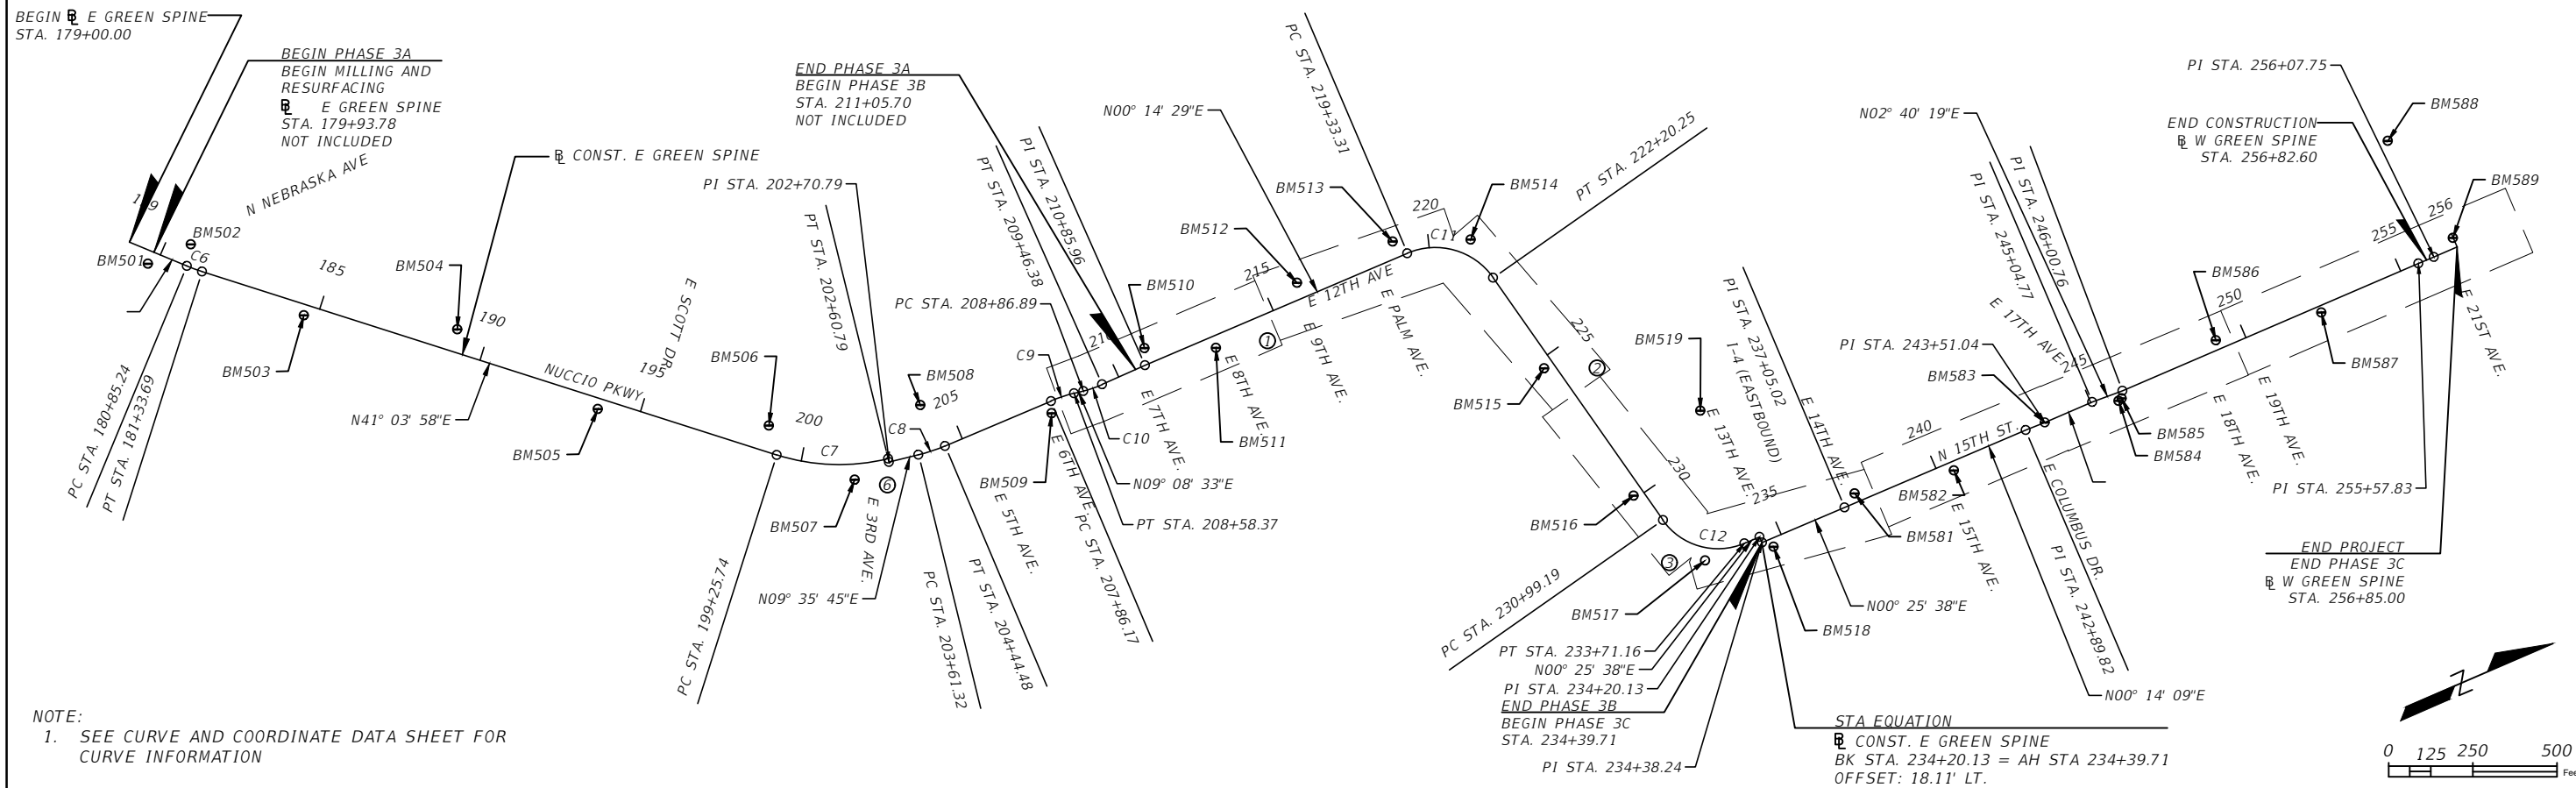 BEGIN ℄ E GREEN SPINE
STA. 179+00.00
BEGIN PHASE 3A
BEGIN MILLING AND
RESURFACING
℄ E GREEN SPINE
STA. 179+93.78
NOT INCLUDED
N NEBRASKA AVE
BM502
BM501
C6
185
PC STA. 180+85.24
PT STA. 181+33.69
BM503
BM504
℄ CONST. E GREEN SPINE
190
N41° 03' 58"E
NUCCIO PKWY
195
E SCOTT DR
BM505
BM506
PI STA. 202+70.79
PT STA. 202+60.79
200
C7
PC STA. 199+25.74
BM507
6
E 3RD AVE.
N09° 35' 45"E
C8
BM508
205
PC STA. 203+61.32
PT STA. 204+44.48
E 5TH AVE.
END PHASE 3A
BEGIN PHASE 3B
STA. 211+05.70
NOT INCLUDED
PT STA. 209+46.38
PI STA. 210+85.96
PC STA. 208+86.89
C9
210
BM509
E 6TH AVE.
PC STA. 207+86.17
C10
N09° 08' 33"E
PT STA. 208+58.37
E 7TH AVE.
BM510
BM511
E 8TH AVE.
N00° 14' 29"E
BM512
215
1
E 12TH AVE
E 9TH AVE.
E PALM AVE.
PC STA. 219+33.31
BM513
220
C11
BM514
PT STA. 222+20.25
225
2
BM515
230
BM516
PC STA. 230+99.19
3
C12
BM517
BM519
E 13TH AVE.
I-4 (EASTBOUND)
PI STA. 237+05.02
235
E 14TH AVE.
PT STA. 233+71.16
N00° 25' 38"E
PI STA. 234+20.13
END PHASE 3B
BEGIN PHASE 3C
STA. 234+39.71
PI STA. 234+38.24
BM518
STA EQUATION
℄ CONST. E GREEN SPINE
BK STA. 234+20.13 = AH STA 234+39.71
OFFSET: 18.11' LT.
N00° 25' 38"E
BM581
240
BM582
N 15TH ST.
E 15TH AVE.
N00° 14' 09"E
PI STA. 242+89.82
E COLUMBUS DR.
PI STA. 243+51.04
BM583
N02° 40' 19"E
PI STA. 245+04.77
PI STA. 246+00.76
E 17TH AVE.
245
BM585
BM584
BM586
250
E 18TH AVE.
E 19TH AVE.
BM587
PI STA. 256+07.75
END CONSTRUCTION
℄ W GREEN SPINE
STA. 256+82.60
BM588
BM589
255
256
E 21ST AVE.
PI STA. 255+57.83
END PROJECT
END PHASE 3C
℄ W GREEN SPINE
STA. 256+85.00
NOTE:
1. SEE CURVE AND COORDINATE DATA SHEET FOR
CURVE INFORMATION
0 125 250 500